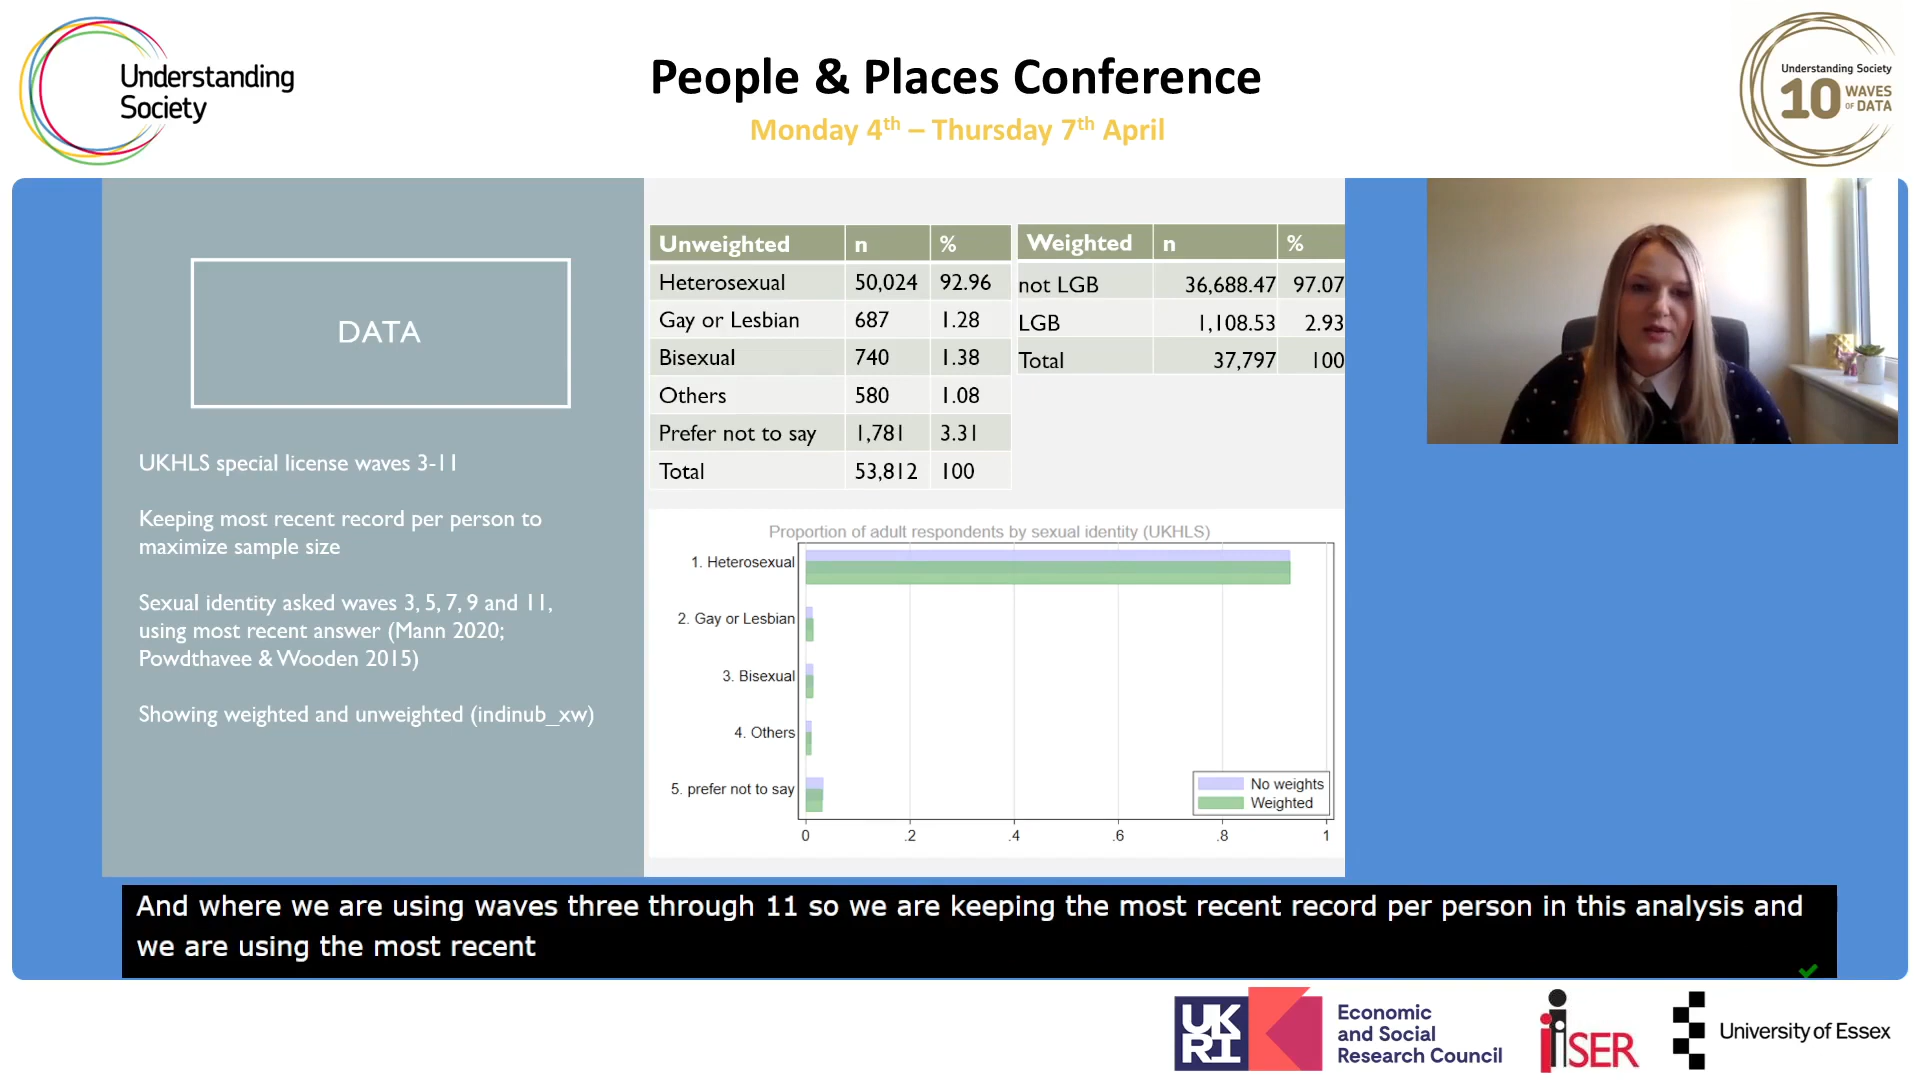 Understanding
Society
People & Places Conference
Monday 4th – Thursday 7th April
Understanding Society
10 WAVES
OF DATA
DATA
UKHLS special license waves 3-11
Keeping most recent record per person to
maximize sample size
Sexual identity asked waves 3, 5, 7, 9 and 11,
using most recent answer (Mann 2020;
Powdthavee & Wooden 2015)
Showing weighted and unweighted (indinub_xw)
Unweighted n %
Heterosexual 50,024 92.96
Gay or Lesbian 687 1.28
Bisexual 740 1.38
Others 580 1.08
Prefer not to say 1,781 3.31
Total 53,812 100
Weighted n %
not LGB 36,688.47 97.07
LGB 1,108.53 2.93
Total 37,797 100
Proportion of adult respondents by sexual identity (UKHLS)
1. Heterosexual
2. Gay or Lesbian
3. Bisexual
4. Others
5. prefer not to say
No weights
Weighted
0 .2 .4 .6 .8 1
And where we are using waves three through 11 so we are keeping the most recent record per person in this analysis and
we are using the most recent
UK
RI
Economic
and Social
Research Council
iSER
University of Essex